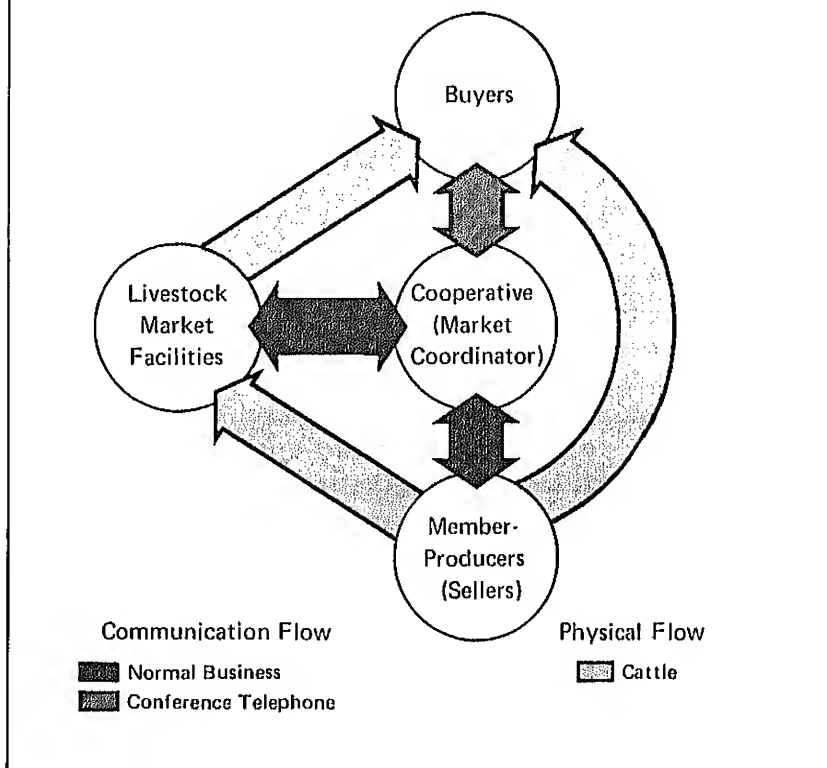 Buyers
Livestock
Market
Facilities
Cooperative
(Market
Coordinator)
Member-
Producers
(Sellers)
Communication Flow
Normal Business
Conference Telephone
Physical Flow
Cattle